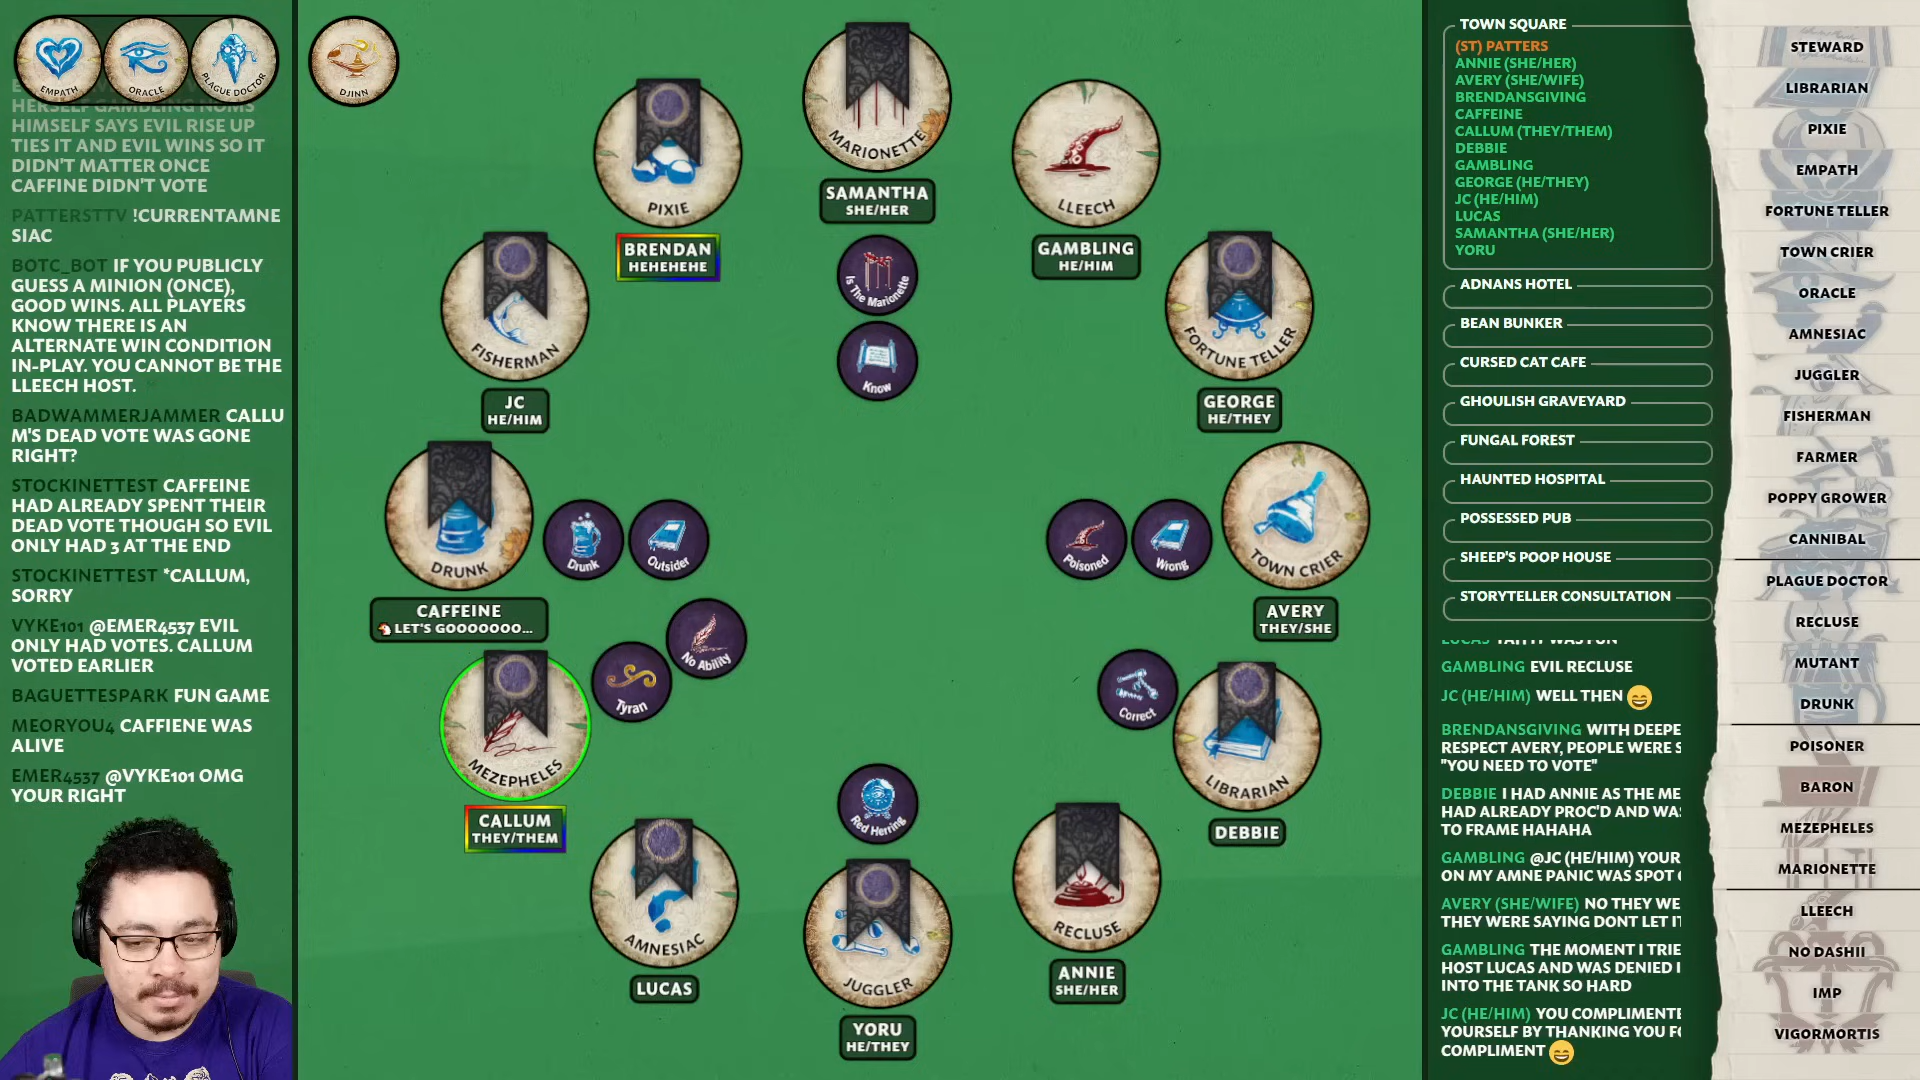 EMPATH
ORACLE
PLAGUE DOCTOR
DJINN
HERSELF GAMBLING NOMS
HIMSELF SAYS EVIL RISE UP
TIES IT AND EVIL WINS SO IT
DIDN'T MATTER ONCE
CAFFINE DIDN'T VOTE
PATTERSTTV !CURRENTAMNE
SIAC
BOTC_BOT IF YOU PUBLICLY
GUESS A MINION (ONCE),
GOOD WINS. ALL PLAYERS
KNOW THERE IS AN
ALTERNATE WIN CONDITION
IN-PLAY. YOU CANNOT BE THE
LLEECH HOST.
BADWAMMERJAMMER CALLU
M'S DEAD VOTE WAS GONE
RIGHT?
STOCKINETTEST CAFFEINE
HAD ALREADY SPENT THEIR
DEAD VOTE THOUGH SO EVIL
ONLY HAD 3 AT THE END
STOCKINETTEST *CALLUM,
SORRY
VYKE101 @EMER4537 EVIL
ONLY HAD VOTES. CALLUM
VOTED EARLIER
BAGUETTESPARK FUN GAME
MEORYOU4 CAFFIENE WAS
ALIVE
EMER4537 @VYKE101 OMG
YOUR RIGHT
MARIONETTE
SAMANTHA
SHE/HER
Is The Marionette
Know
LLEECH
GAMBLING
HE/HIM
FORTUNE TELLER
GEORGE
HE/THEY
TOWN CRIER
AVERY
THEY/SHE
Poisoned
Wrong
LIBRARIAN
DEBBIE
Correct
RECLUSE
ANNIE
SHE/HER
JUGGLER
YORU
HE/THEY
Red Herring
AMNESIAC
LUCAS
MEZEPHELES
CALLUM
THEY/THEM
Tyran
No Ability
DRUNK
CAFFEINE
LET'S GOOOOOOO...
Drunk
Outsider
FISHERMAN
JC
HE/HIM
PIXIE
BRENDAN
HEHEHEHE
TOWN SQUARE
(ST) PATTERS
ANNIE (SHE/HER)
AVERY (SHE/WIFE)
BRENDANSGIVING
CAFFEINE
CALLUM (THEY/THEM)
DEBBIE
GAMBLING
GEORGE (HE/THEY)
JC (HE/HIM)
LUCAS
SAMANTHA (SHE/HER)
YORU
ADNANS HOTEL
BEAN BUNKER
CURSED CAT CAFE
GHOULISH GRAVEYARD
FUNGAL FOREST
HAUNTED HOSPITAL
POSSESSED PUB
SHEEP'S POOP HOUSE
STORYTELLER CONSULTATION
GAMBLING EVIL RECLUSE
JC (HE/HIM) WELL THEN
BRENDANSGIVING WITH DEEPE
RESPECT AVERY, PEOPLE WERE S
"YOU NEED TO VOTE"
DEBBIE I HAD ANNIE AS THE ME
HAD ALREADY PROC'D AND WAS
TO FRAME HAHAHA
GAMBLING @JC (HE/HIM) YOUR
ON MY AMNE PANIC WAS SPOT
AVERY (SHE/WIFE) NO THEY WE
THEY WERE SAYING DONT LET IT
GAMBLING THE MOMENT I TRIE
HOST LUCAS AND WAS DENIED I
INTO THE TANK SO HARD
JC (HE/HIM) YOU COMPLIMENTE
YOURSELF BY THANKING YOU FO
COMPLIMENT
STEWARD
LIBRARIAN
PIXIE
EMPATH
FORTUNE TELLER
TOWN CRIER
ORACLE
AMNESIAC
JUGGLER
FISHERMAN
FARMER
POPPY GROWER
CANNIBAL
PLAGUE DOCTOR
RECLUSE
MUTANT
DRUNK
POISONER
BARON
MEZEPHELES
MARIONETTE
LLEECH
NO DASHII
IMP
VIGORMORTIS